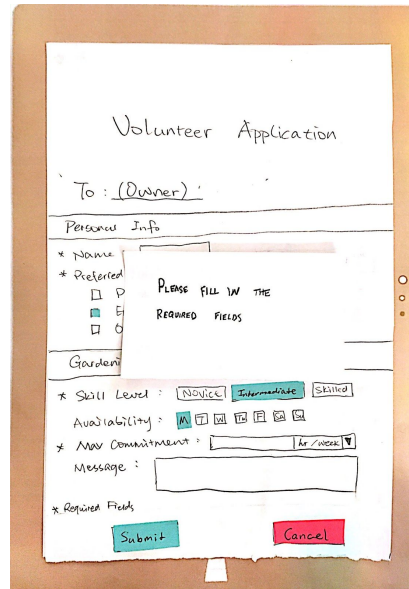 Volunteer Application
To : (Owner)
Personal Info
* Name
* Preferred
P
E
O
PLEASE FILL IN THE
REQUIRED FIELDS
Gardeni
* Skill Level : Novice Intermediate Skilled
Availability : M T W Th F Sa Su
* Max Commitment : hr / week
Message :
* Required Fields
Submit Cancel